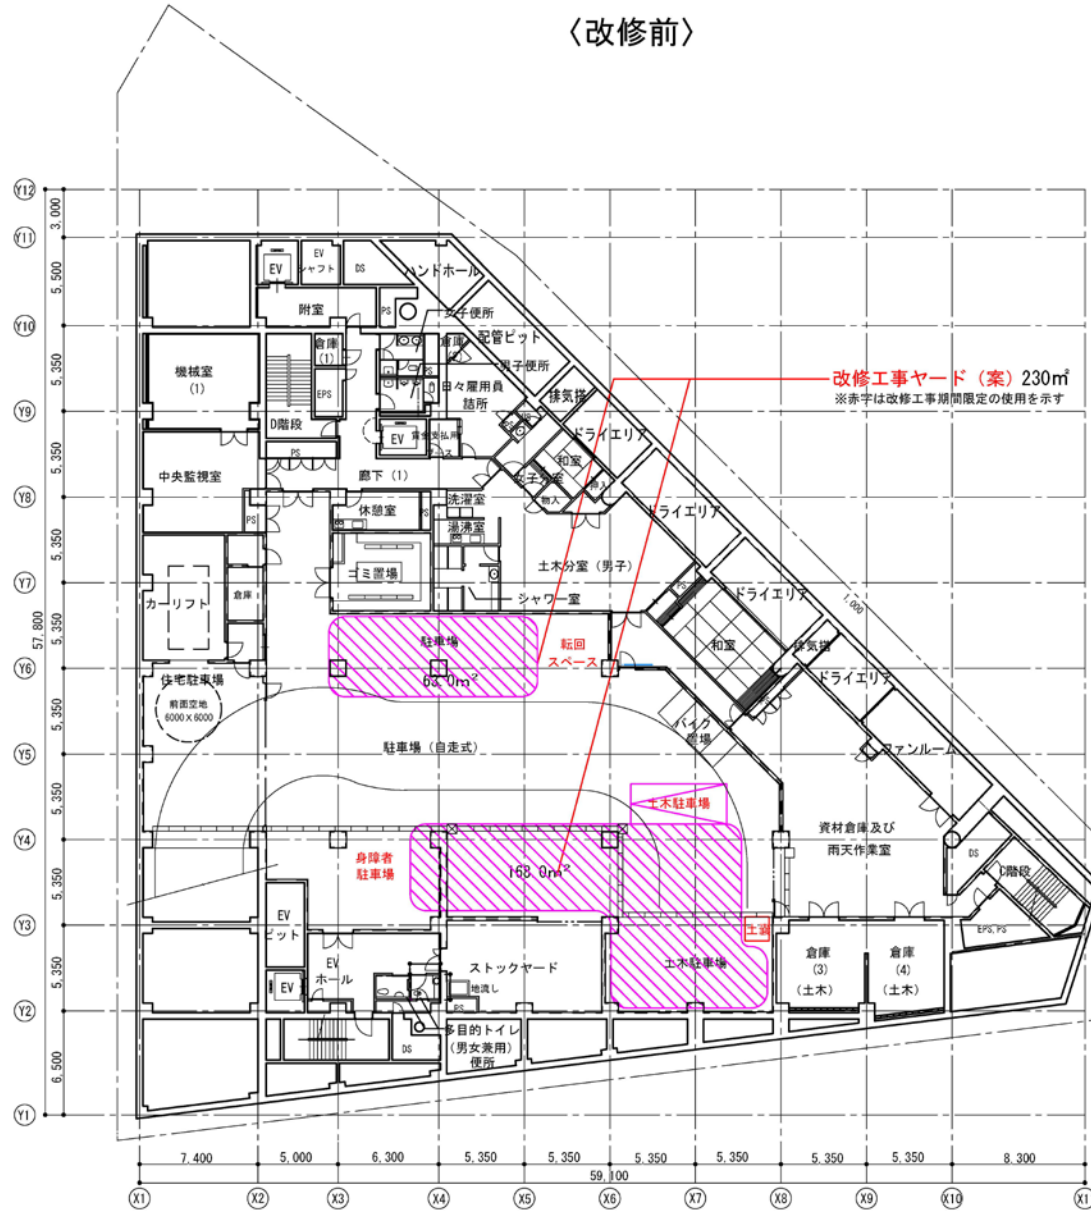 〈改修前〉
Y12
3,000
Y11
5,500
EV
EV
シャフト
DS
ハンドホール
附室
PS
女子便所
Y10
配管ピット
倉庫
(1)
倉庫
男子便所
5,350
機械室
(1)
EPS
PS
日々雇用員
詰所
排気搭
改修工事ヤード（案）230㎡
※赤字は改修工事期間限定の使用を示す
Y9
D階段
EV
ドライエリア
5,350
PS
和室
中央監視室
廊下（1）
押入
物入
Y8
休憩室
PS
洗濯室
ドライエリア
PS
湯沸室
5,350
ゴミ置場
土木分室（男子）
Y7
カーリフト
倉庫
シャワー室
ドライエリア
1,000
57,800
5,350
駐車場
転回
スペース
和室
排気搭
Y6
住宅駐車場
63.0m²
ドライエリア
前面空地
6000×6000
バイク
置場
5,350
駐車場（自走式）
ファンルーム
Y5
5,350
土木駐車場
資材倉庫及び
雨天作業室
Y4
身障者
駐車場
168.0m²
DS
C階段
5,350
EV
ピット
土嚢
EPS,PS
Y3
EV
ホール
ストックヤード
土木駐車場
倉庫
(3)
(土木)
倉庫
(4)
(土木)
5,350
EV
地流し
PS
Y2
多目的トイレ
(男女兼用)
便所
DS
6,500
Y1
7,400
5,000
6,300
5,350
5,350
5,350
5,350
5,350
5,350
8,300
59,100
X1
X2
X3
X4
X5
X6
X7
X8
X9
X10
X1